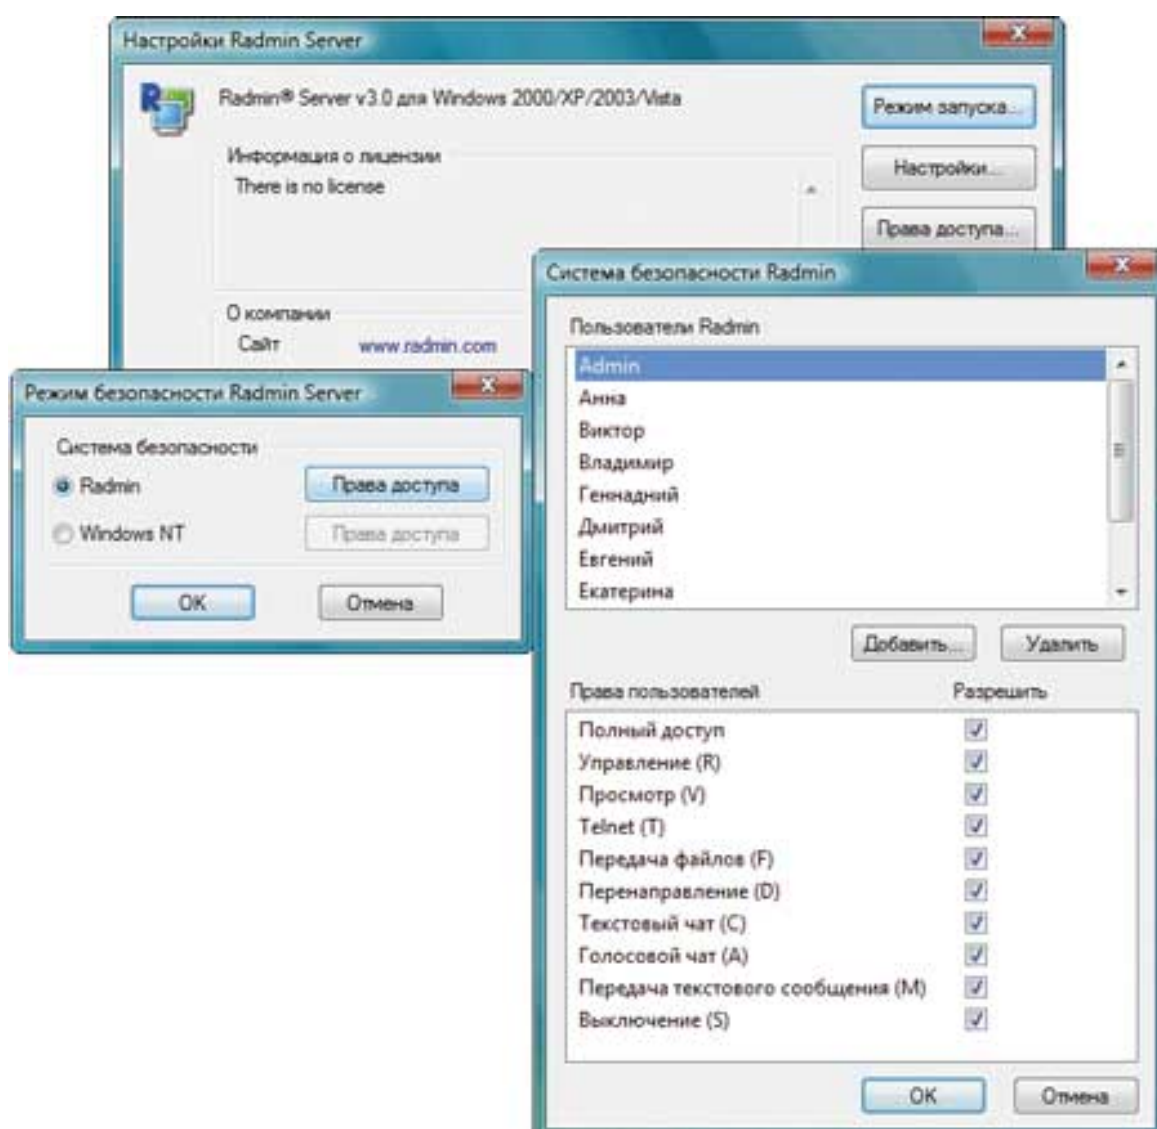 Настройки Radmin Server
Radmin® Server v3.0 для Windows 2000/XP/2003/Vista
Режим запуска...
Информация о лицензии
There is no license
Настройки...
Права доступа...
О компании
Сайт www.radmin.com
Режим безопасности Radmin Server
Система безопасности
Radmin
Права доступа
Windows NT
Права доступа
OK
Отмена
Система безопасности Radmin
Пользователи Radmin
Admin
Анна
Виктор
Владимир
Геннадний
Дмитрий
Евгений
Екатерина
Добавить...
Удалить
Права пользователей
Разрешить
Полный доступ
Управление (R)
Просмотр (V)
Telnet (T)
Передача файлов (F)
Перенаправление (D)
Текстовый чат (C)
Голосовой чат (A)
Передача текстового сообщения (M)
Выключение (S)
OK
Отмена